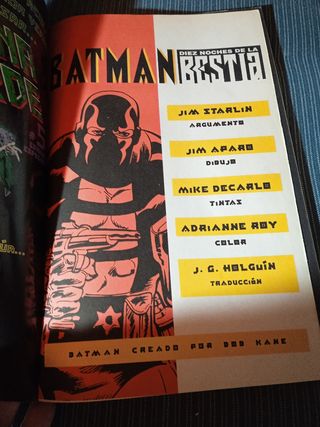 BATMAN
DIEZ NOCHES DE LA
BESTIA
JIM STARLIN
ARGUMENTO
JIM APARO
DIBUJO
MIKE DECARLO
TINTAS
ADRIANNE ROY
COLOR
J. G. HOLGUÍN
TRADUCCIÓN
BATMAN CREADO POR BOB KANE